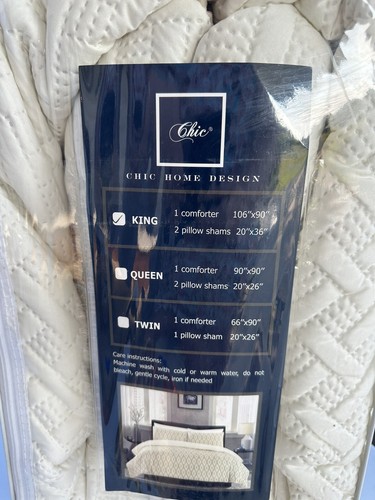 Chic®
CHIC HOME DESIGN
KING 1 comforter 106"x90"
2 pillow shams 20"x36"
QUEEN 1 comforter 90"x90"
2 pillow shams 20"x26"
TWIN 1 comforter 66"x90"
1 pillow sham 20"x26"
Care instructions:
Machine wash with cold or warm water, do not
bleach, gentle cycle, iron if needed